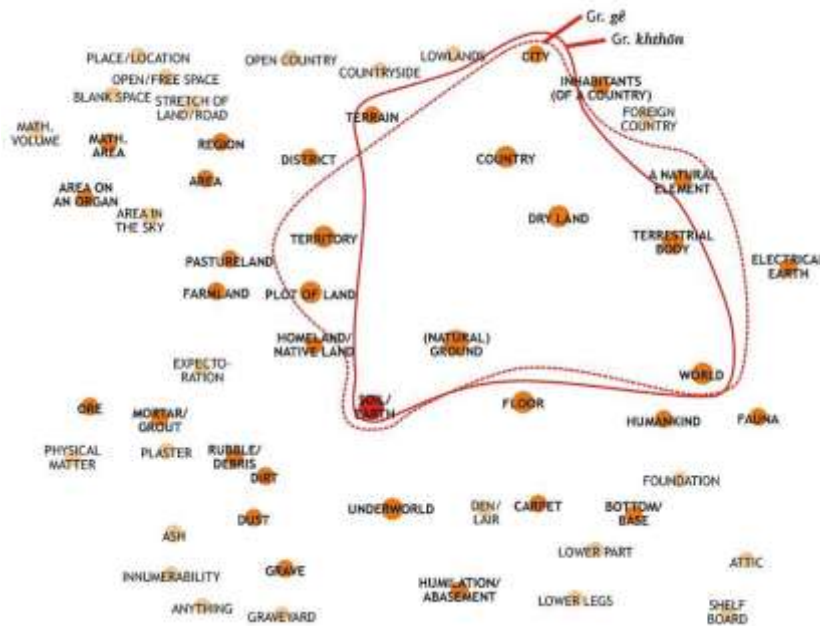 Gr. gê
Gr. khthōn
PLACE/LOCATION
OPEN COUNTRY
LOWLANDS
CITY
COUNTRYSIDE
OPEN/FREE SPACE
BLANK SPACE
STRETCH OF
LAND/ROAD
INHABITANTS
(OF A COUNTRY)
FOREIGN
COUNTRY
TERRAIN
MATH.
VOLUME
MATH.
AREA
REGION
DISTRICT
COUNTRY
AREA
A NATURAL
ELEMENT
AREA ON
AN ORGAN
AREA IN
THE SKY
DRY LAND
TERRITORY
TERRESTRIAL
BODY
PASTURELAND
ELECTRICAL
EARTH
FARMLAND
PLOT OF LAND
HOMELAND/
NATIVE LAND
(NATURAL)
GROUND
EXPECTO-
RATION
WORLD
SOIL/
EARTH
FLOOR
ORE
MORTAR/
GROUT
HUMANKIND
FAUNA
PHYSICAL
MATTER
PLASTER
RUBBLE/
DEBRIS
DIRT
FOUNDATION
UNDERWORLD
DEN/
LAIR
CARPET
BOTTOM/
BASE
DUST
ASH
LOWER PART
ATTIC
INNUMERABILITY
GRAVE
HUMILATION/
ABASEMENT
LOWER LEGS
SHELF
BOARD
ANYTHING
GRAVEYARD